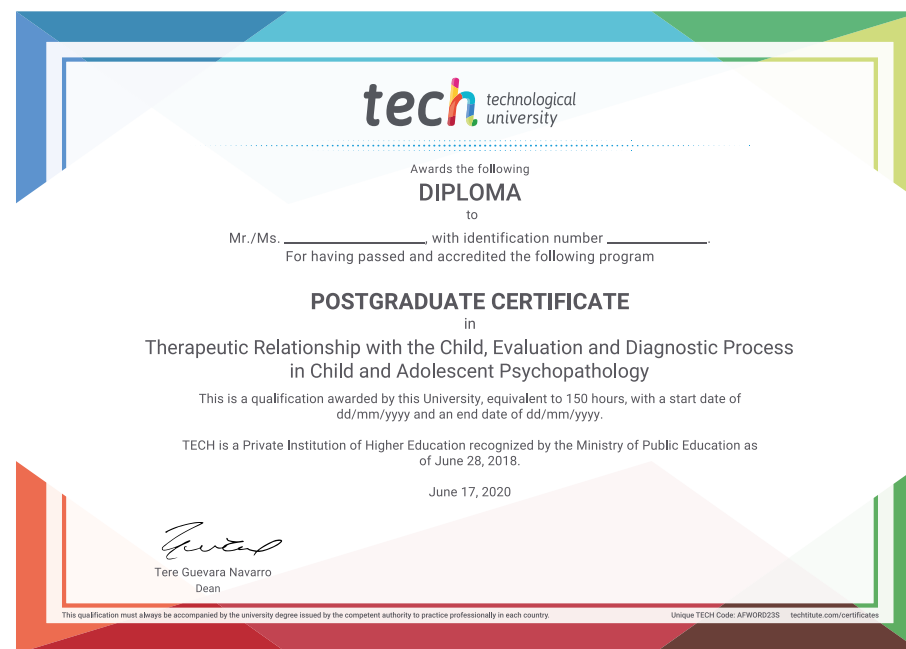 tech technological
university
Awards the following
DIPLOMA
to
Mr./Ms. ____________________, with identification number ______________.
For having passed and accredited the following program
POSTGRADUATE CERTIFICATE
in
Therapeutic Relationship with the Child, Evaluation and Diagnostic Process
in Child and Adolescent Psychopathology
This is a qualification awarded by this University, equivalent to 150 hours, with a start date of
dd/mm/yyyy and an end date of dd/mm/yyyy.
TECH is a Private Institution of Higher Education recognized by the Ministry of Public Education as
of June 28, 2018.
June 17, 2020
Tere Guevara Navarro
Dean
This qualification must always be accompanied by the university degree issued by the competent authority to practice professionally in each country.
Unique TECH Code: AFWORD23S techtitute.com/certificates